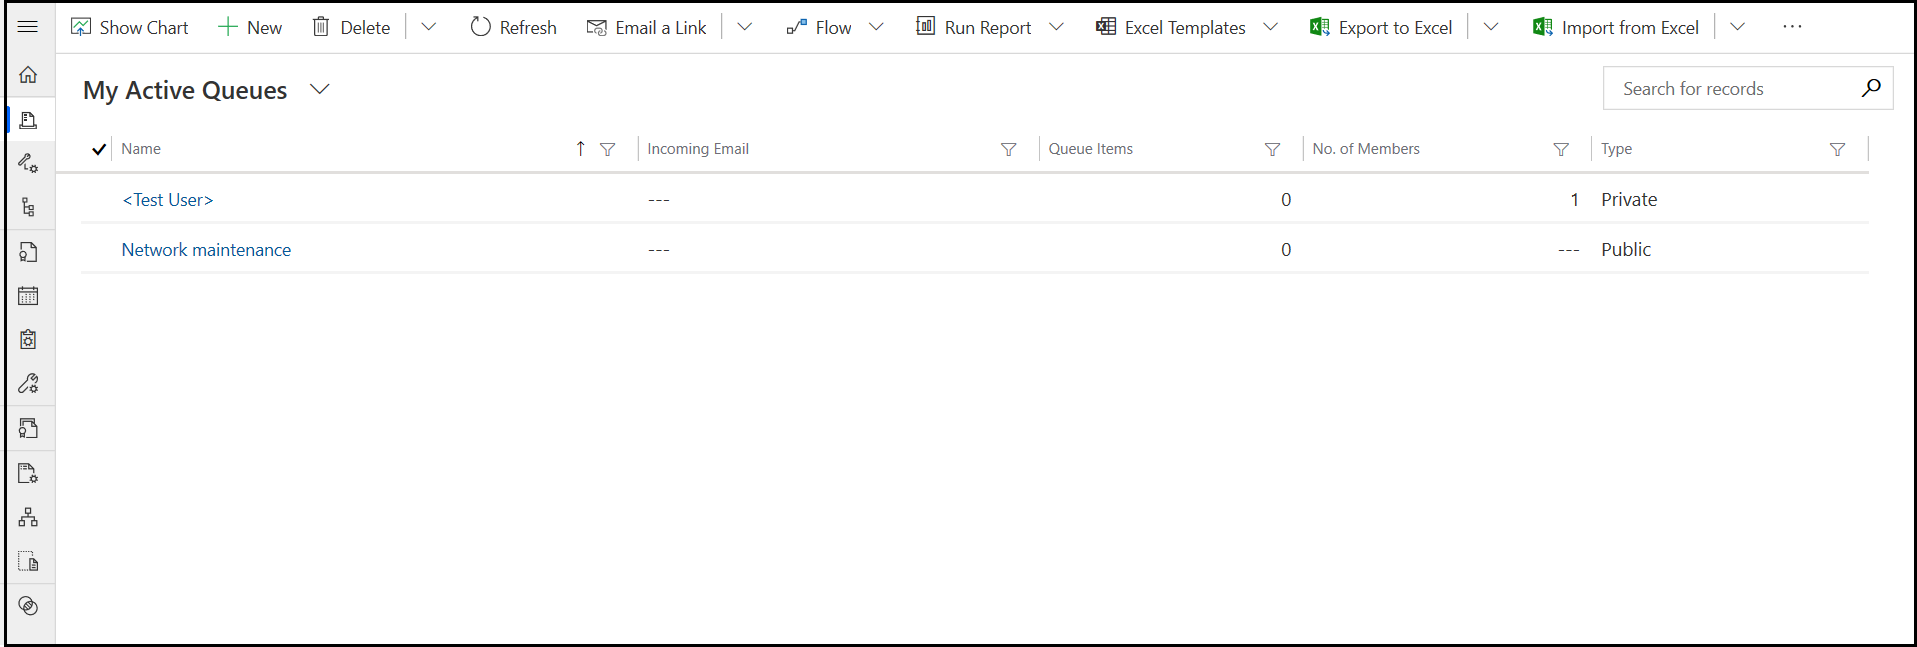 Show Chart New Delete Refresh Email a Link Flow Run Report Excel Templates Export to Excel Import from Excel ...
My Active Queues
Search for records
Name Incoming Email Queue Items No. of Members Type
<Test User> --- 0 1 Private
Network maintenance --- 0 --- Public